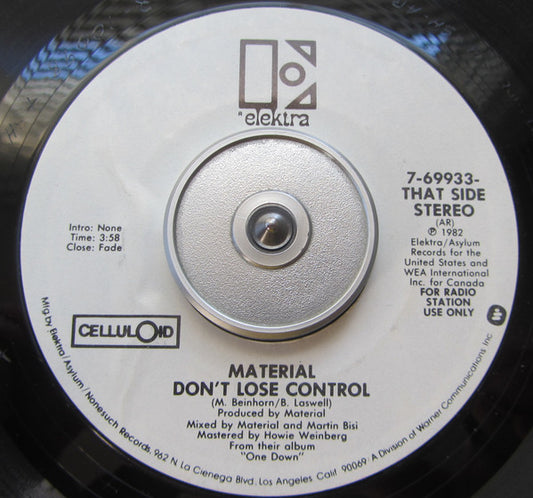 elektra
7-69933-
THAT SIDE
STEREO
(AR)
℗ 1982
Elektra/Asylum
Records for the
United States and
WEA International
Inc. for Canada
FOR RADIO
STATION
USE ONLY
Intro: None
Time: 3:58
Close: Fade
CELLULOID
MATERIAL
DON'T LOSE CONTROL
(M. Beinhorn/B. Laswell)
Produced by Material
Mixed by Material and Martin Bisi
Mastered by Howie Weinberg
From their album
"One Down"
Mfg by Elektra/Asylum/Nonesuch Records, 962 N La Cienega Blvd. Los Angeles Calif. 90069 A Division of Warner Communications Inc